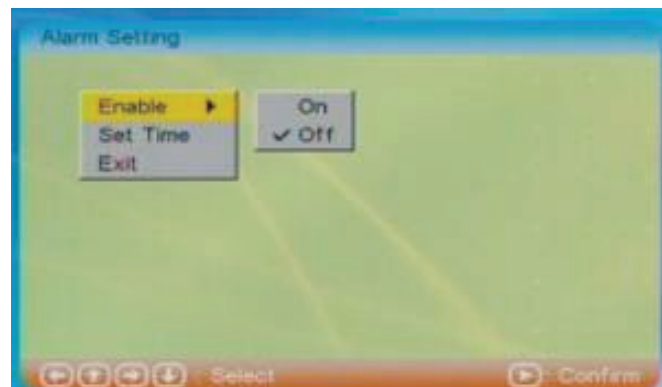 Alarm Setting
Enable
Set Time
Exit
On
Off
: Select
: Confirm